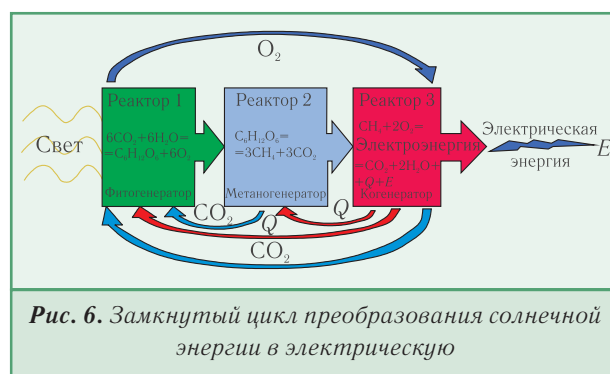 O₂
Реактор 1
Реактор 2
Реактор 3
Свет
6CO₂+6H₂O=
=C₆H₁₂O₆+6O₂
Фитогенератор
C₆H₁₂O₆=
=3CH₄+3CO₂
Метаногенератор
CH₄+2O₂=
Электроэнергия
=CO₂+2H₂O+
+Q+E
Когенератор
Электрическая
энергия
E
CO₂
Q
Q
CO₂
Рис. 6. Замкнутый цикл преобразования солнечной
энергии в электрическую